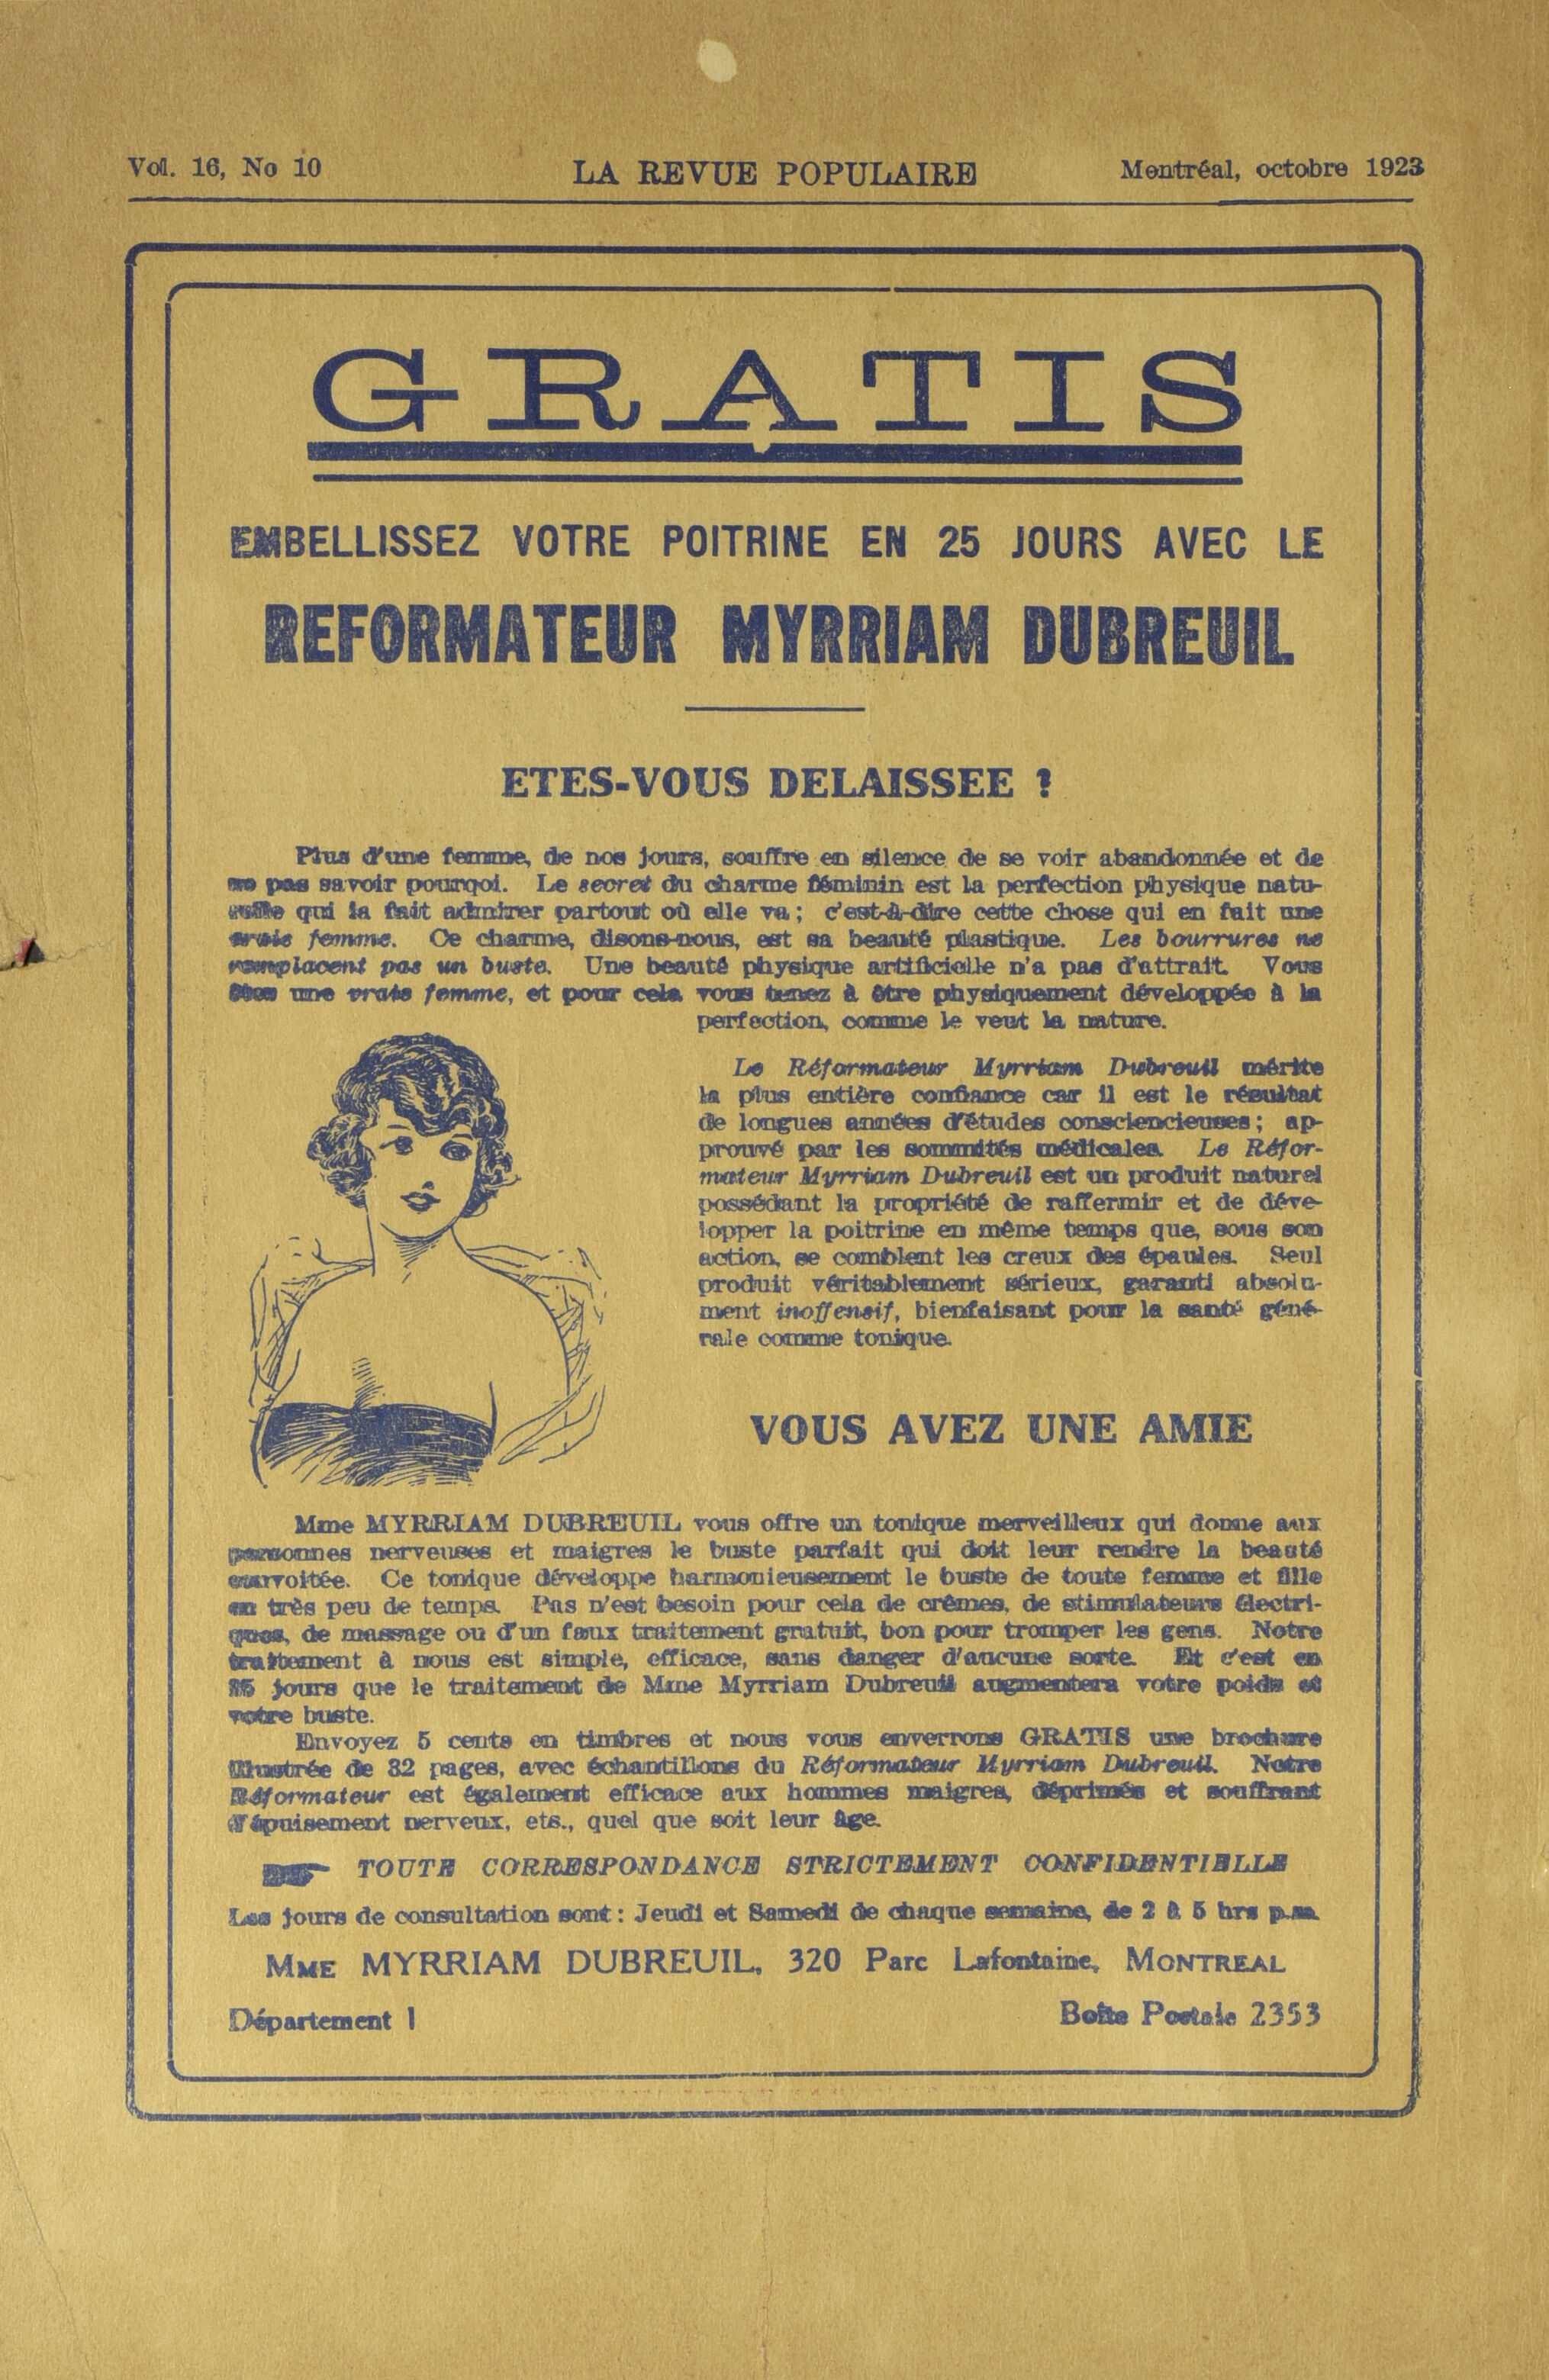 Vol. 16, No 10
LA REVUE POPULAIRE
Montréal, octobre 1923
GRATIS
EMBELLISSEZ VOTRE POITRINE EN 25 JOURS AVEC LE
REFORMATEUR MYRRIAM DUBREUIL
ETES-VOUS DELAISSEE ?
Plus d'une femme, de nos jours, souffre en silence de se voir abandonnée et de
ne pas savoir pourqoi. Le secret du charme féminin est la perfection physique natu-
relle qui la fait admirer partout où elle va; c'est-à-dire cette chose qui en fait une
vraie femme. Ce charme, disons-nous, est sa beauté plastique. Les bourrures ne
remplacent pas un buste. Une beauté physique artificielle n'a pas d'attrait. Vous
êtes une vraie femme, et pour cela vous tenez à être physiquement développée à la
perfection, comme le veut la nature.
Le Réformateur Myrriam Dubreuil mérite
la plus entière confiance car il est le résultat
de longues années d'études consciencieuses; ap-
prouvé par les sommités médicales. Le Réfor-
mateur Myrriam Dubreuil est un produit naturel
possédant la propriété de raffermir et de déve-
lopper la poitrine en même temps que, sous son
action, se comblent les creux des épaules. Seul
produit véritablement sérieux, garanti absolu-
ment inoffensif, bienfaisant pour la santé géné-
rale comme tonique.
VOUS AVEZ UNE AMIE
Mme MYRRIAM DUBREUIL vous offre un tonique merveilleux qui donne aux
personnes nerveuses et maigres le buste parfait qui doit leur rendre la beauté
convoitée. Ce tonique développe harmonieusement le buste de toute femme et fille
en très peu de temps. Pas n'est besoin pour cela de crêmes, de stimulateurs électri-
ques, de massage ou d'un faux traitement gratuit, bon pour tromper les gens. Notre
traitement à nous est simple, efficace, sans danger d'aucune sorte. Et c'est en
25 jours que le traitement de Mme Myrriam Dubreuil augmentera votre poids et
votre buste.
Envoyez 5 cents en timbres et nous vous enverrons GRATIS une brochure
illustrée de 32 pages, avec échantillons du Réformateur Myrriam Dubreuil. Notre
Réformateur est également efficace aux hommes maigres, déprimés et souffrant
d'épuisement nerveux, ets., quel que soit leur âge.
TOUTE CORRESPONDANCE STRICTEMENT CONFIDENTIELLE
Les jours de consultation sont: Jeudi et Samedi de chaque semaine, de 2 à 5 hrs p.m.
MME MYRRIAM DUBREUIL, 320 Parc Lafontaine, MONTREAL
Département 1
Boîte Postale 2353